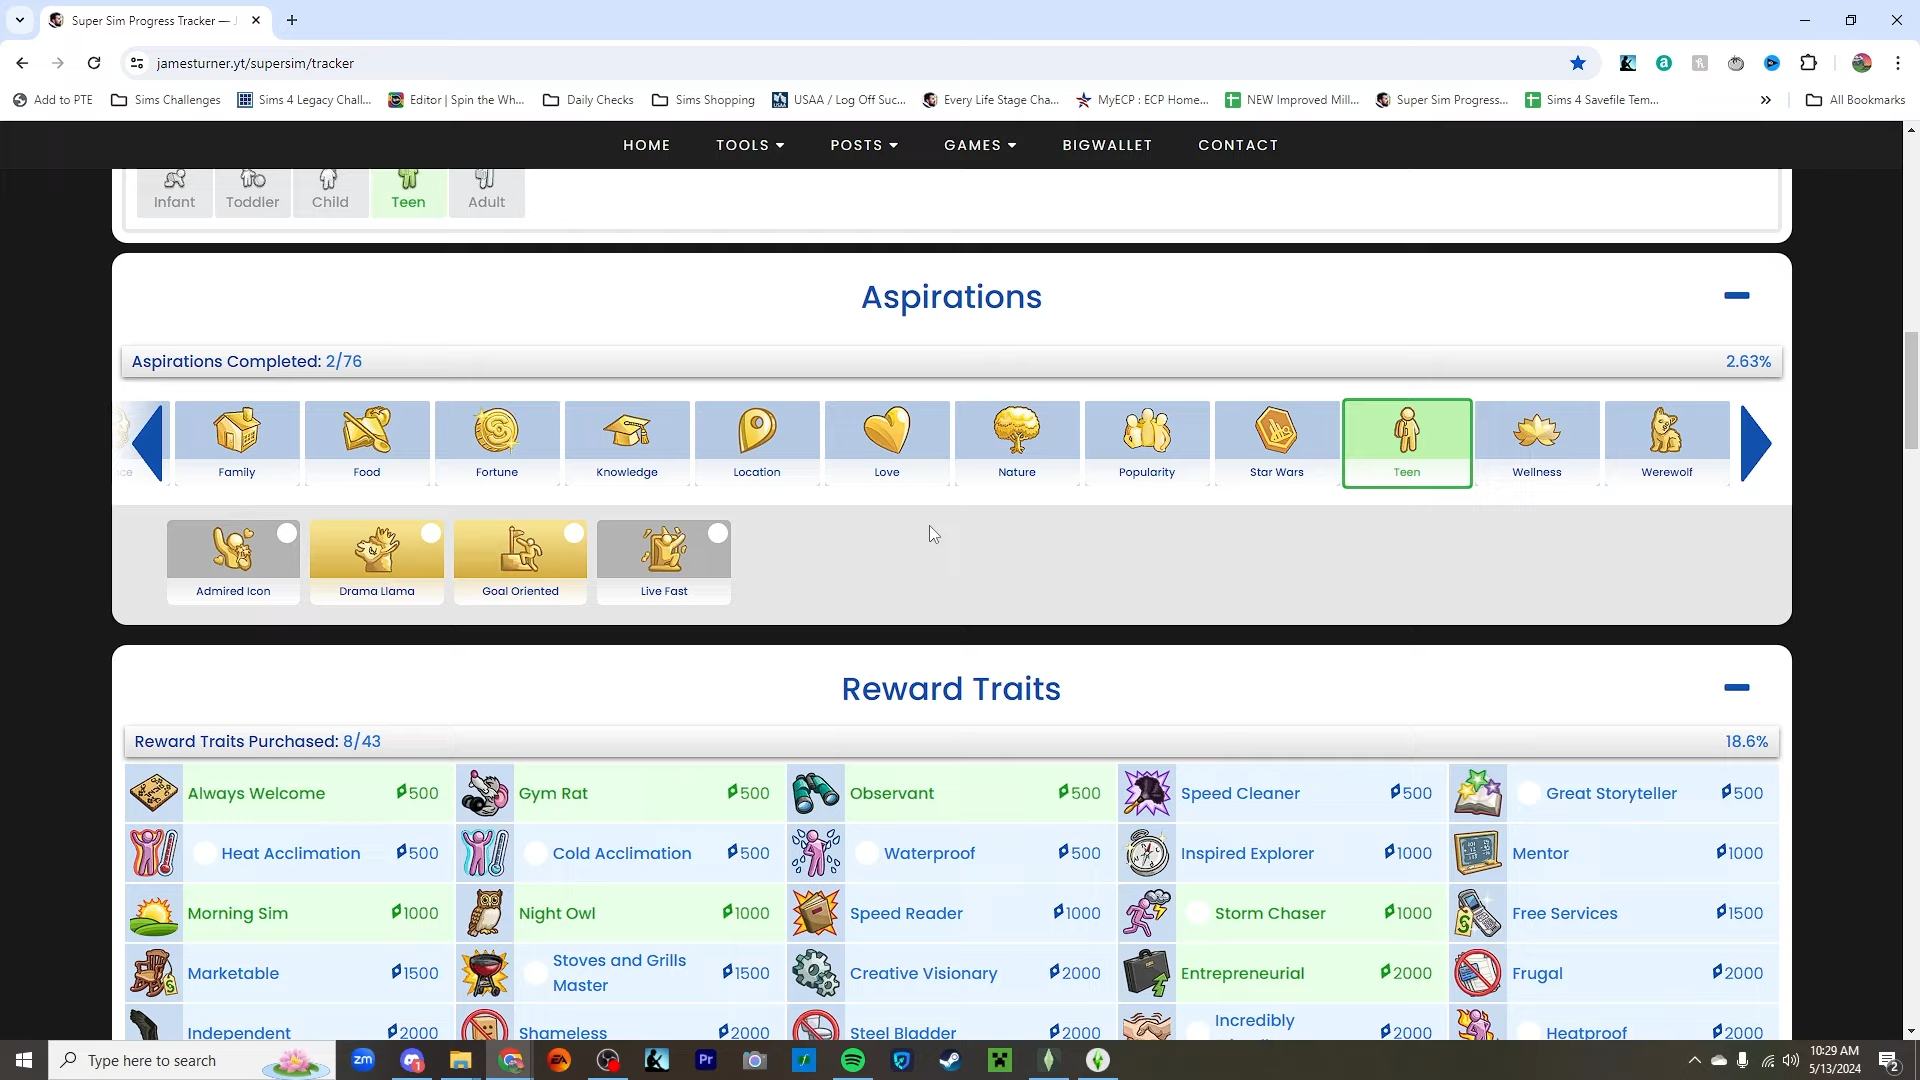 Super Sim Progress Tracker — J
jamesturner.yt/supersim/tracker
Add to PTE
Sims Challenges
Sims 4 Legacy Chall...
Editor | Spin the Wh...
Daily Checks
Sims Shopping
USAA / Log Off Suc...
Every Life Stage Cha...
MyECP : ECP Home...
NEW Improved Mill...
Super Sim Progress...
Sims 4 Savefile Tem...
»
All Bookmarks
HOME
TOOLS
POSTS
GAMES
BIGWALLET
CONTACT
Infant
Toddler
Child
Teen
Adult
Aspirations
Aspirations Completed: 2/76
2.63%
Family
Food
Fortune
Knowledge
Location
Love
Nature
Popularity
Star Wars
Teen
Wellness
Werewolf
Admired Icon
Drama Llama
Goal Oriented
Live Fast
Reward Traits
Reward Traits Purchased: 8/43
18.6%
Always Welcome 500
Gym Rat 500
Observant 500
Speed Cleaner 500
Great Storyteller 500
Heat Acclimation 500
Cold Acclimation 500
Waterproof 500
Inspired Explorer 1000
Mentor 1000
Morning Sim 1000
Night Owl 1000
Speed Reader 1000
Storm Chaser 1000
Free Services 1500
Marketable 1500
Stoves and Grills
Master 1500
Creative Visionary 2000
Entrepreneurial 2000
Frugal 2000
Independent 2000
Shameless 2000
Steel Bladder 2000
Incredibly
2000
Heatproof 2000
Type here to search
zm
EA
Pr
10:29 AM
5/13/2024
2